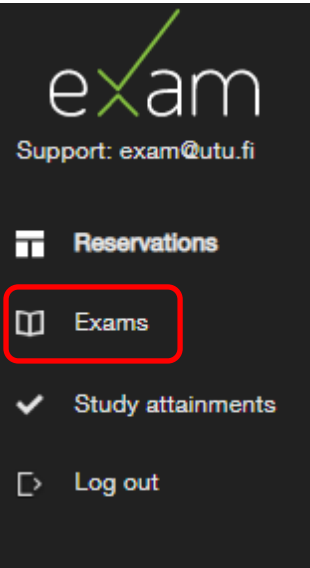 exam
Support: exam@utu.fi
Reservations
Exams
Study attainments
Log out